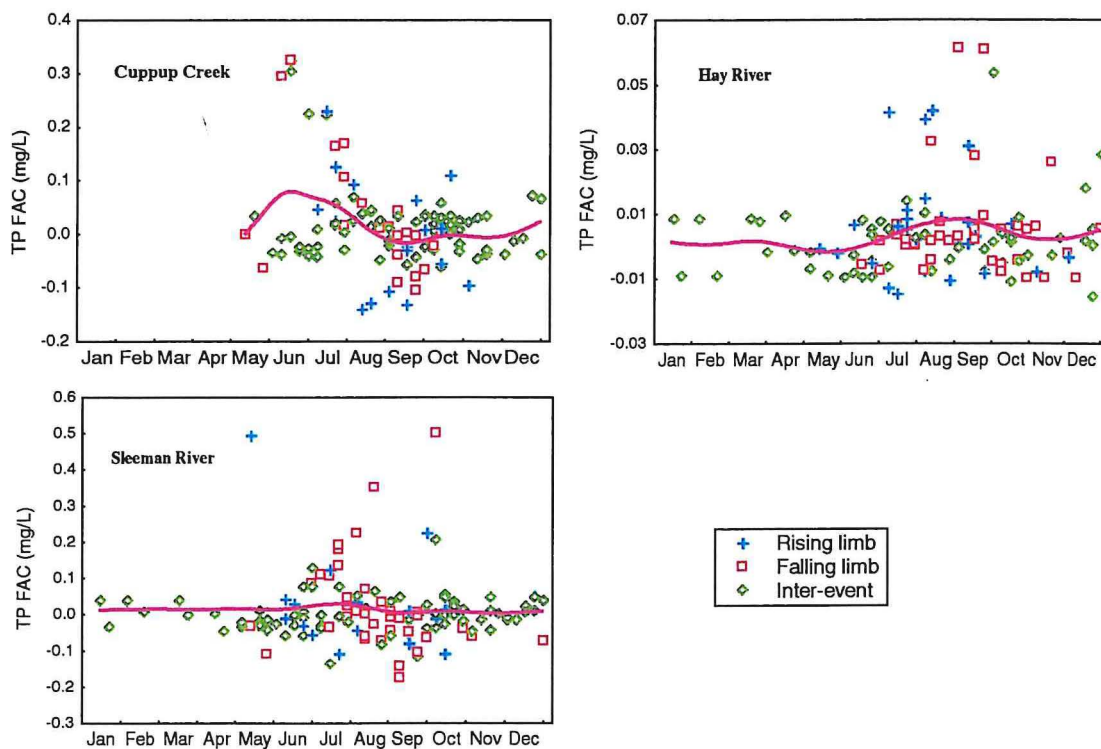 Cuppup Creek
TP FAC (mg/L)
0.4
0.3
0.2
0.1
0.0
-0.1
-0.2
Jan Feb Mar Apr May Jun Jul Aug Sep Oct Nov Dec
Hay River
TP FAC (mg/L)
0.07
0.05
0.03
0.01
-0.01
-0.03
Jan Feb Mar Apr May Jun Jul Aug Sep Oct Nov Dec
Sleeman River
TP FAC (mg/L)
0.6
0.5
0.4
0.3
0.2
0.1
0.0
-0.1
-0.2
-0.3
Jan Feb Mar Apr May Jun Jul Aug Sep Oct Nov Dec
Rising limb
Falling limb
Inter-event